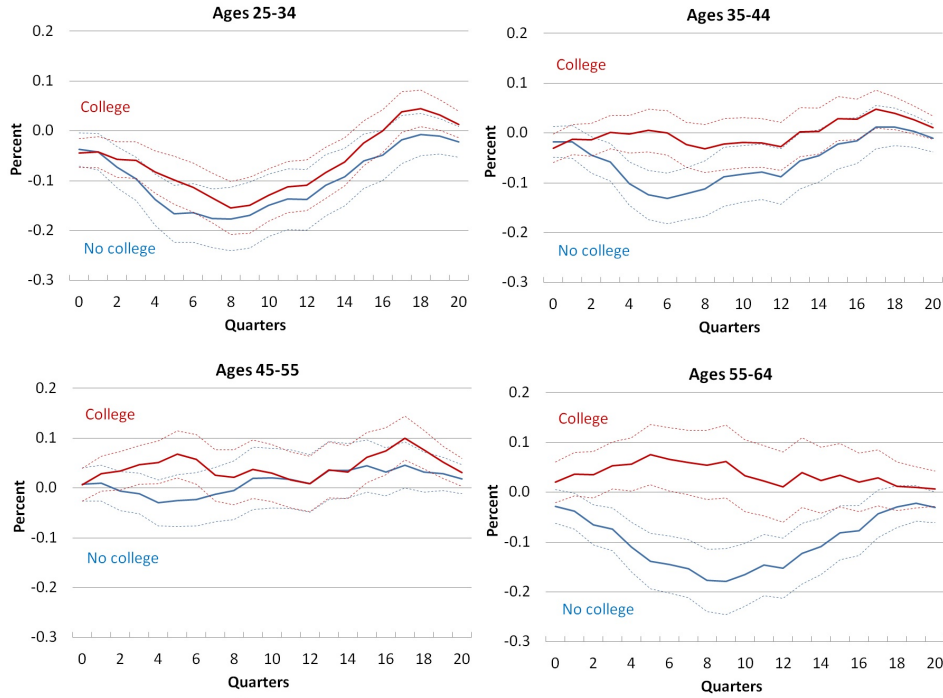 Ages 25-34
0.2
0.1
0.0
-0.1
-0.2
-0.3
Percent
College
No college
0 2 4 6 8 10 12 14 16 18 20
Quarters
Ages 35-44
0.2
0.1
0.0
-0.1
-0.2
-0.3
Percent
College
No college
0 2 4 6 8 10 12 14 16 18 20
Quarters
Ages 45-55
0.2
0.1
0.0
-0.1
-0.2
-0.3
Percent
College
No college
0 2 4 6 8 10 12 14 16 18 20
Quarters
Ages 55-64
0.2
0.1
0.0
-0.1
-0.2
-0.3
Percent
College
No college
0 2 4 6 8 10 12 14 16 18 20
Quarters